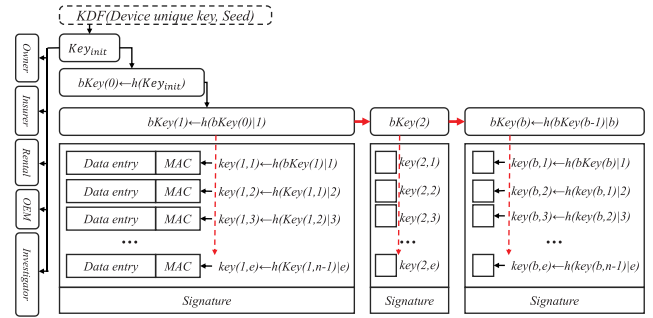 KDF(Device unique key, Seed)
Key_init
bKey(0)←h(Key_init)
bKey(1)←h(bKey(0)|1)
bKey(2)
bKey(b)←h(bKey(b-1)|b)
Owner
Insurer
Rental
OEM
Investigator
Data entry MAC key(1,1)←h(bKey(1)|1)
Data entry MAC key(1,2)←h(Key(1,1)|2)
Data entry MAC key(1,3)←h(Key(1,2)|3)
•••
Data entry MAC key(1,e)←h(Key(1,n-1)|e)
Signature
key(2,1)
key(2,2)
key(2,3)
•••
key(2,e)
Signature
key(b,1)←h(bKey(b)|1)
key(b,2)←h(key(b,1)|2)
key(b,3)←h(key(b,2)|3)
•••
key(b,e)←h(key(b,n-1)|e)
Signature